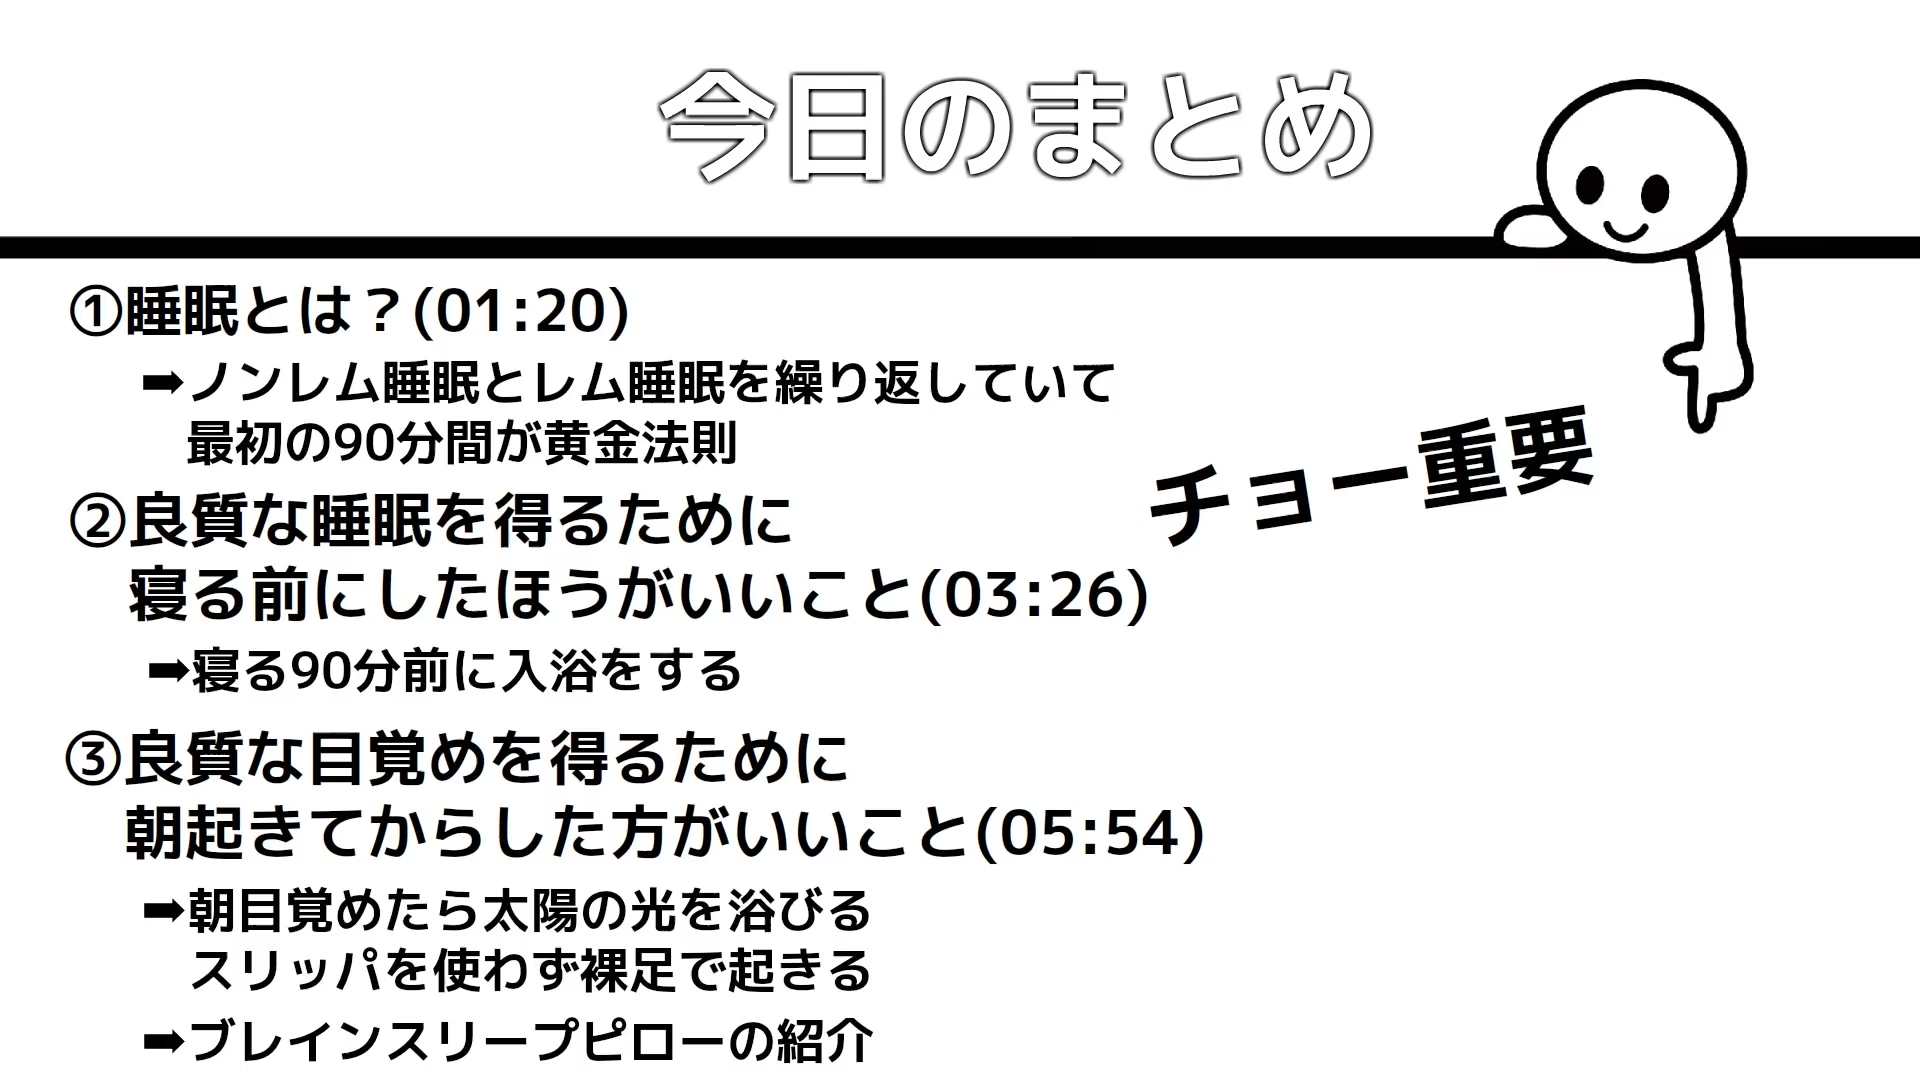 今日のまとめ
①睡眠とは？(01:20)
➡ノンレム睡眠とレム睡眠を繰り返していて
最初の90分間が黄金法則
チョー重要
②良質な睡眠を得るために
寝る前にしたほうがいいこと(03:26)
➡寝る90分前に入浴をする
③良質な目覚めを得るために
朝起きてからした方がいいこと(05:54)
➡朝目覚めたら太陽の光を浴びる
スリッパを使わず裸足で起きる
➡ブレインスリープピローの紹介